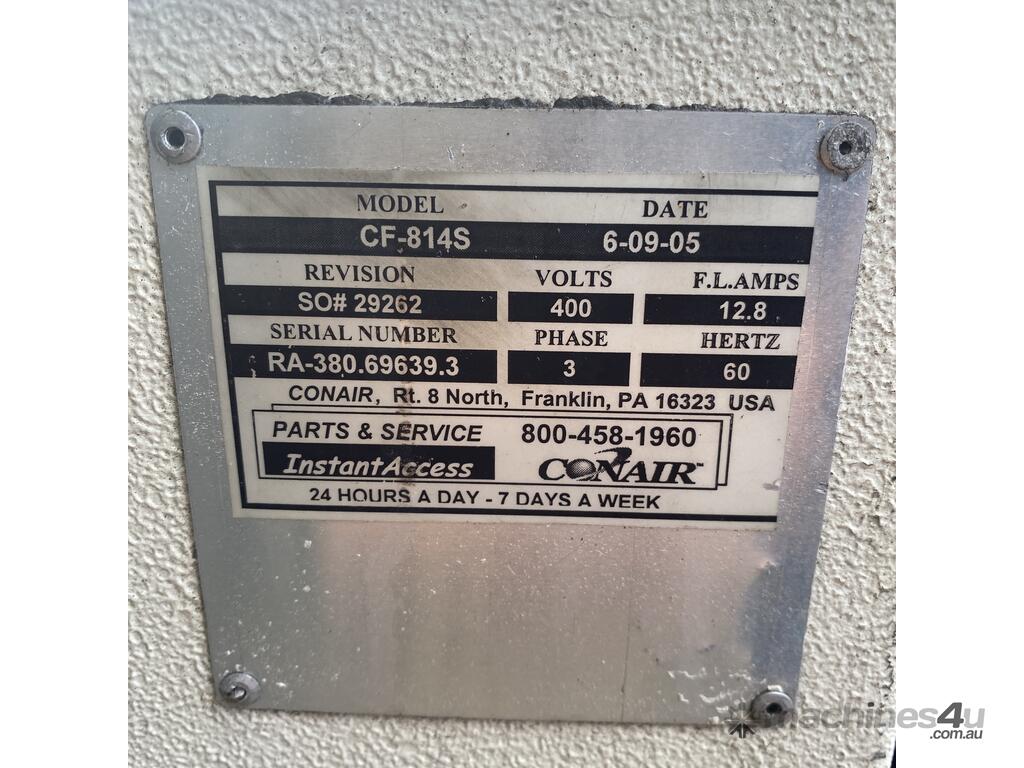 MODEL DATE
CF-814S 6-09-05
REVISION VOLTS F.L.AMPS
SO# 29262 400 12.8
SERIAL NUMBER PHASE HERTZ
RA-380.69639.3 3 60
CONAIR, Rt. 8 North, Franklin, PA 16323 USA
PARTS & SERVICE 800-458-1960
InstantAccess CONAIR™
24 HOURS A DAY - 7 DAYS A WEEK
machines4u
.com.au